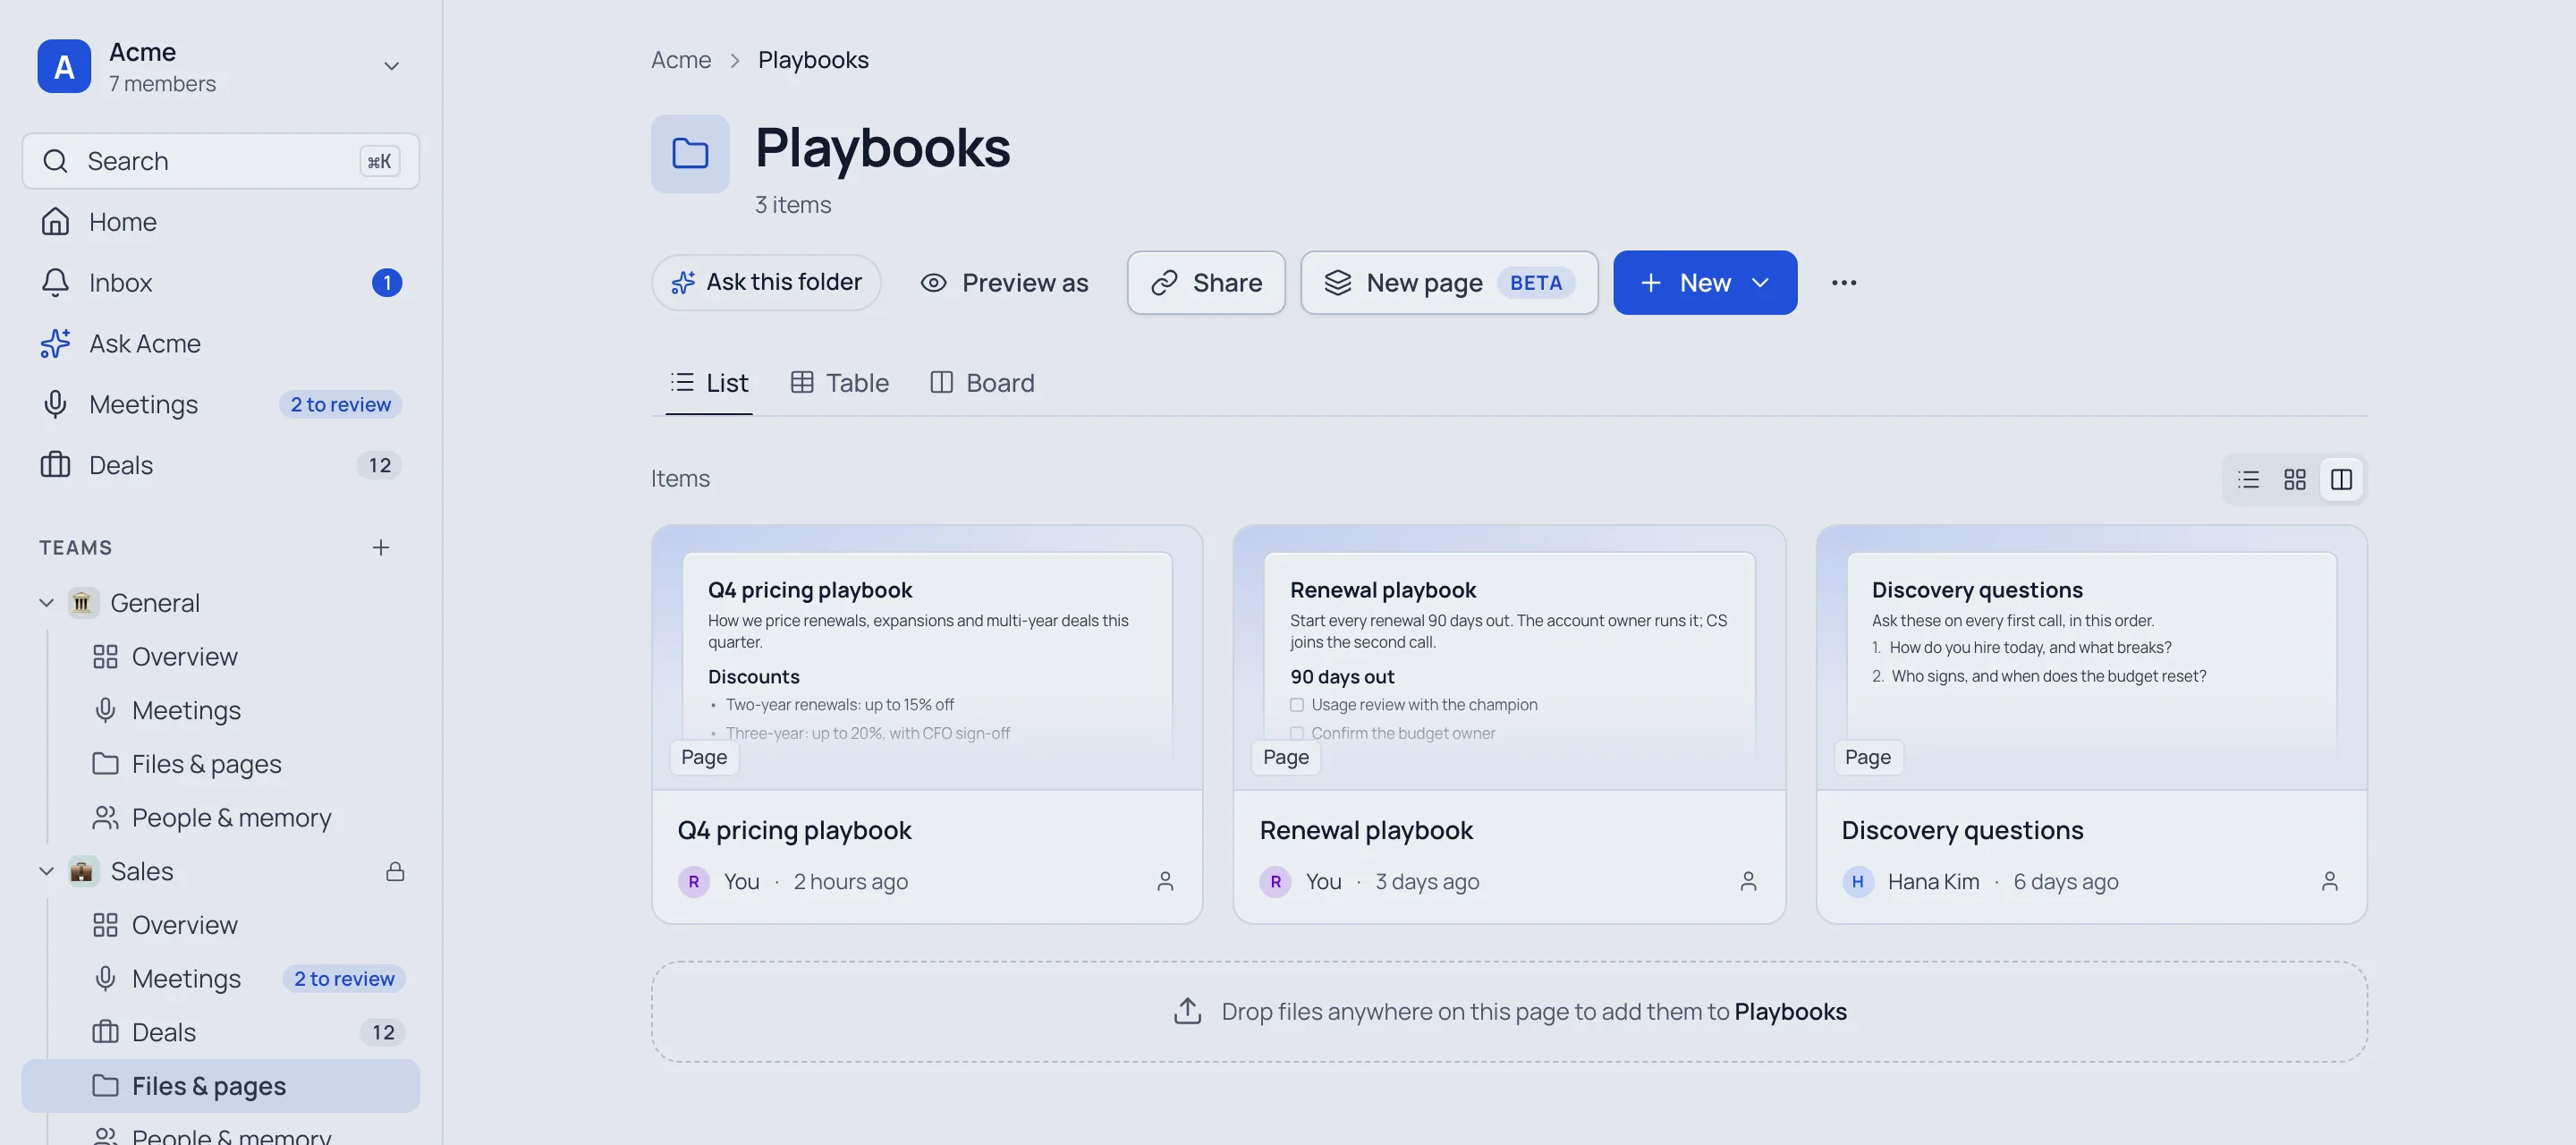 A
Acme
7 members
Search
⌘K
Home
Inbox
1
Ask Acme
Meetings
2 to review
Deals
12
TEAMS
General
Overview
Meetings
Files & pages
People & memory
Sales
Overview
Meetings
2 to review
Deals
12
Files & pages
People & memory
Acme
Playbooks
Playbooks
3 items
Ask this folder
Preview as
Share
New page
BETA
New
List
Table
Board
Items
Q4 pricing playbook
How we price renewals, expansions and multi-year deals this
quarter.
Discounts
• Two-year renewals: up to 15% off
• Three-year: up to 20%, with CFO sign-off
Page
Q4 pricing playbook
R
You · 2 hours ago
Renewal playbook
Start every renewal 90 days out. The account owner runs it; CS
joins the second call.
90 days out
Usage review with the champion
Confirm the budget owner
Page
Renewal playbook
R
You · 3 days ago
Discovery questions
Ask these on every first call, in this order.
1. How do you hire today, and what breaks?
2. Who signs, and when does the budget reset?
Page
Discovery questions
H
Hana Kim · 6 days ago
Drop files anywhere on this page to add them to Playbooks